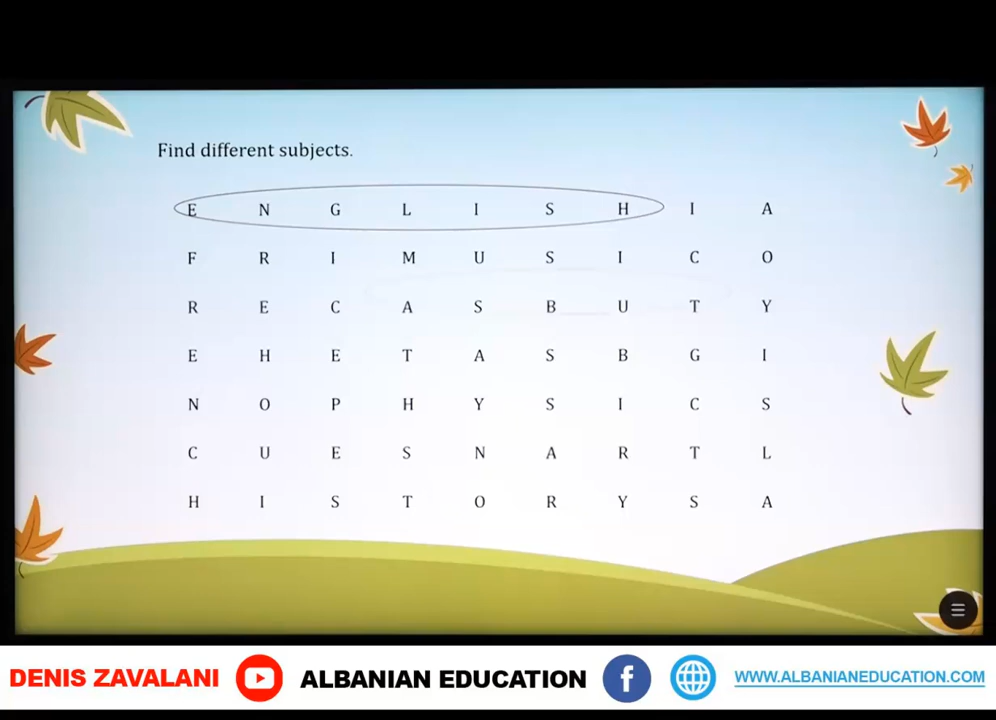 Find different subjects.
E N G L I S H I A
F R I M U S I C O
R E C A S B U T Y
E H E T A S B G I
N O P H Y S I C S
C U E S N A R T L
H I S T O R Y S A
DENIS ZAVALANI ALBANIAN EDUCATION f WWW.ALBANIANEDUCATION.COM